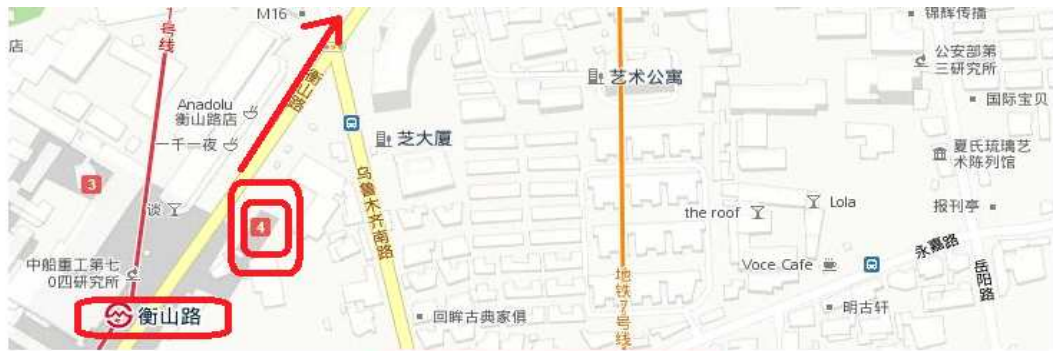 M16
锦辉传播
1号线
店
公安部第
三研究所
衡山路
艺术公寓
国际宝贝
Anadolu
衡山路店
一千一夜
芝大厦
夏氏琉璃艺
术陈列馆
3
乌鲁木齐南路
谈
4
the roof
Lola
报刊亭
永嘉路
中船重工第七
0四研究所
Voce Cafe
岳阳路
地铁7号线
衡山路
回眸古典家俱
明古轩